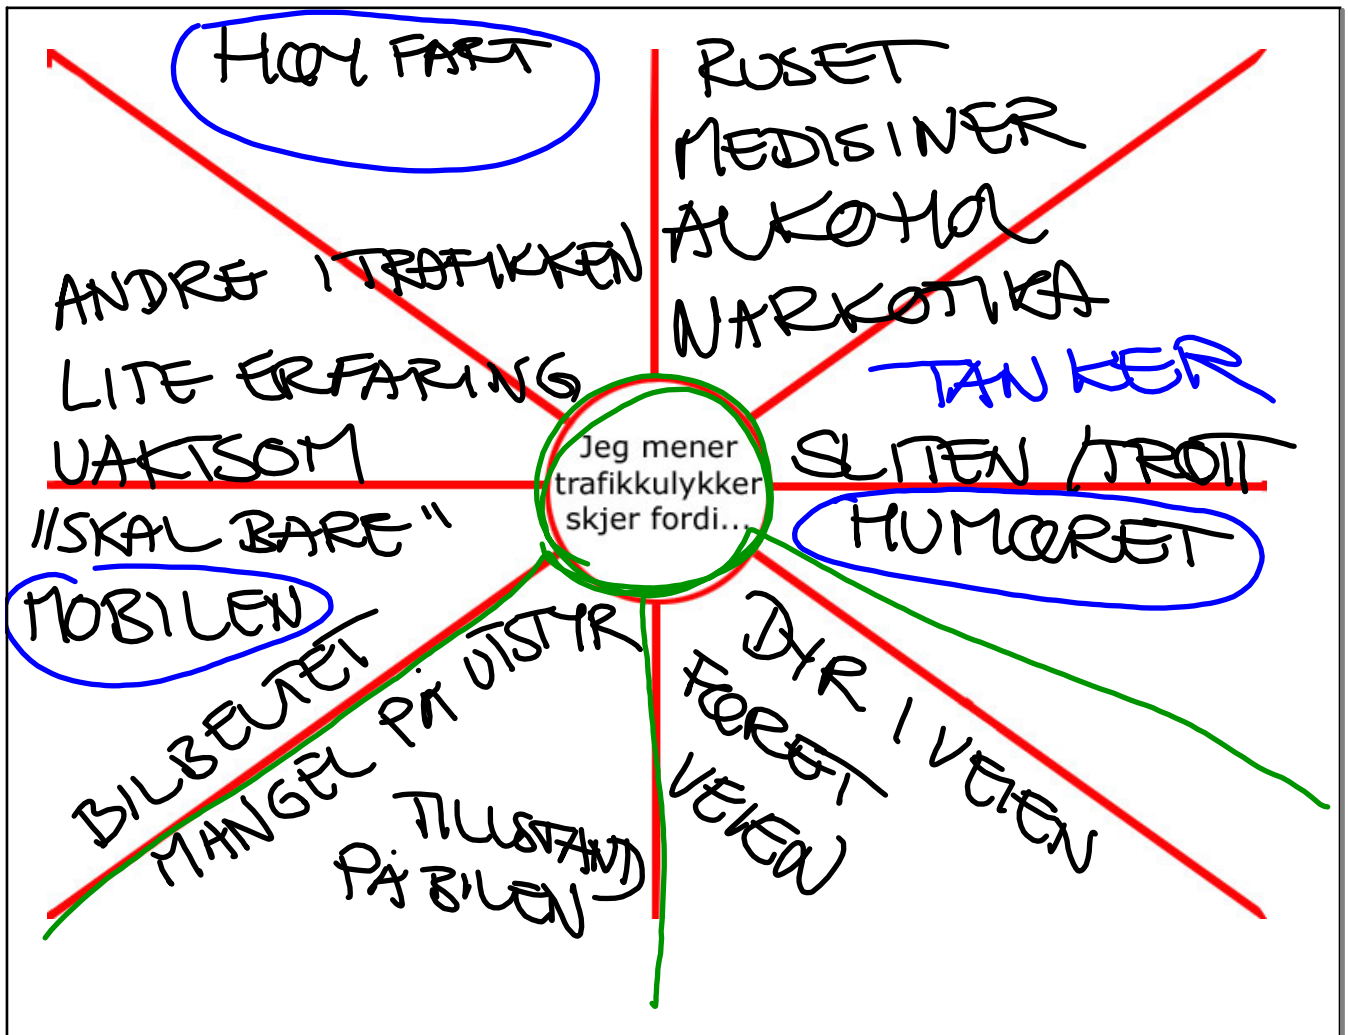 HØY FART
RUSET
MEDISINER
ALKOHOL
NARKOTIKA
ANDRE I TRAFIKKEN
LITE ERFARING
UAKTSOM
"SKAL BARE"
MOBILEN
TANKER
SLITEN / TRØTT
HUMØRET
Jeg mener
trafikkulykker
skjer fordi...
BILBELTET
MANGEL PÅ UTSTYR
TILLSTAND
PÅ BILEN
DYR I VEIEN
FØRET
VEIEN